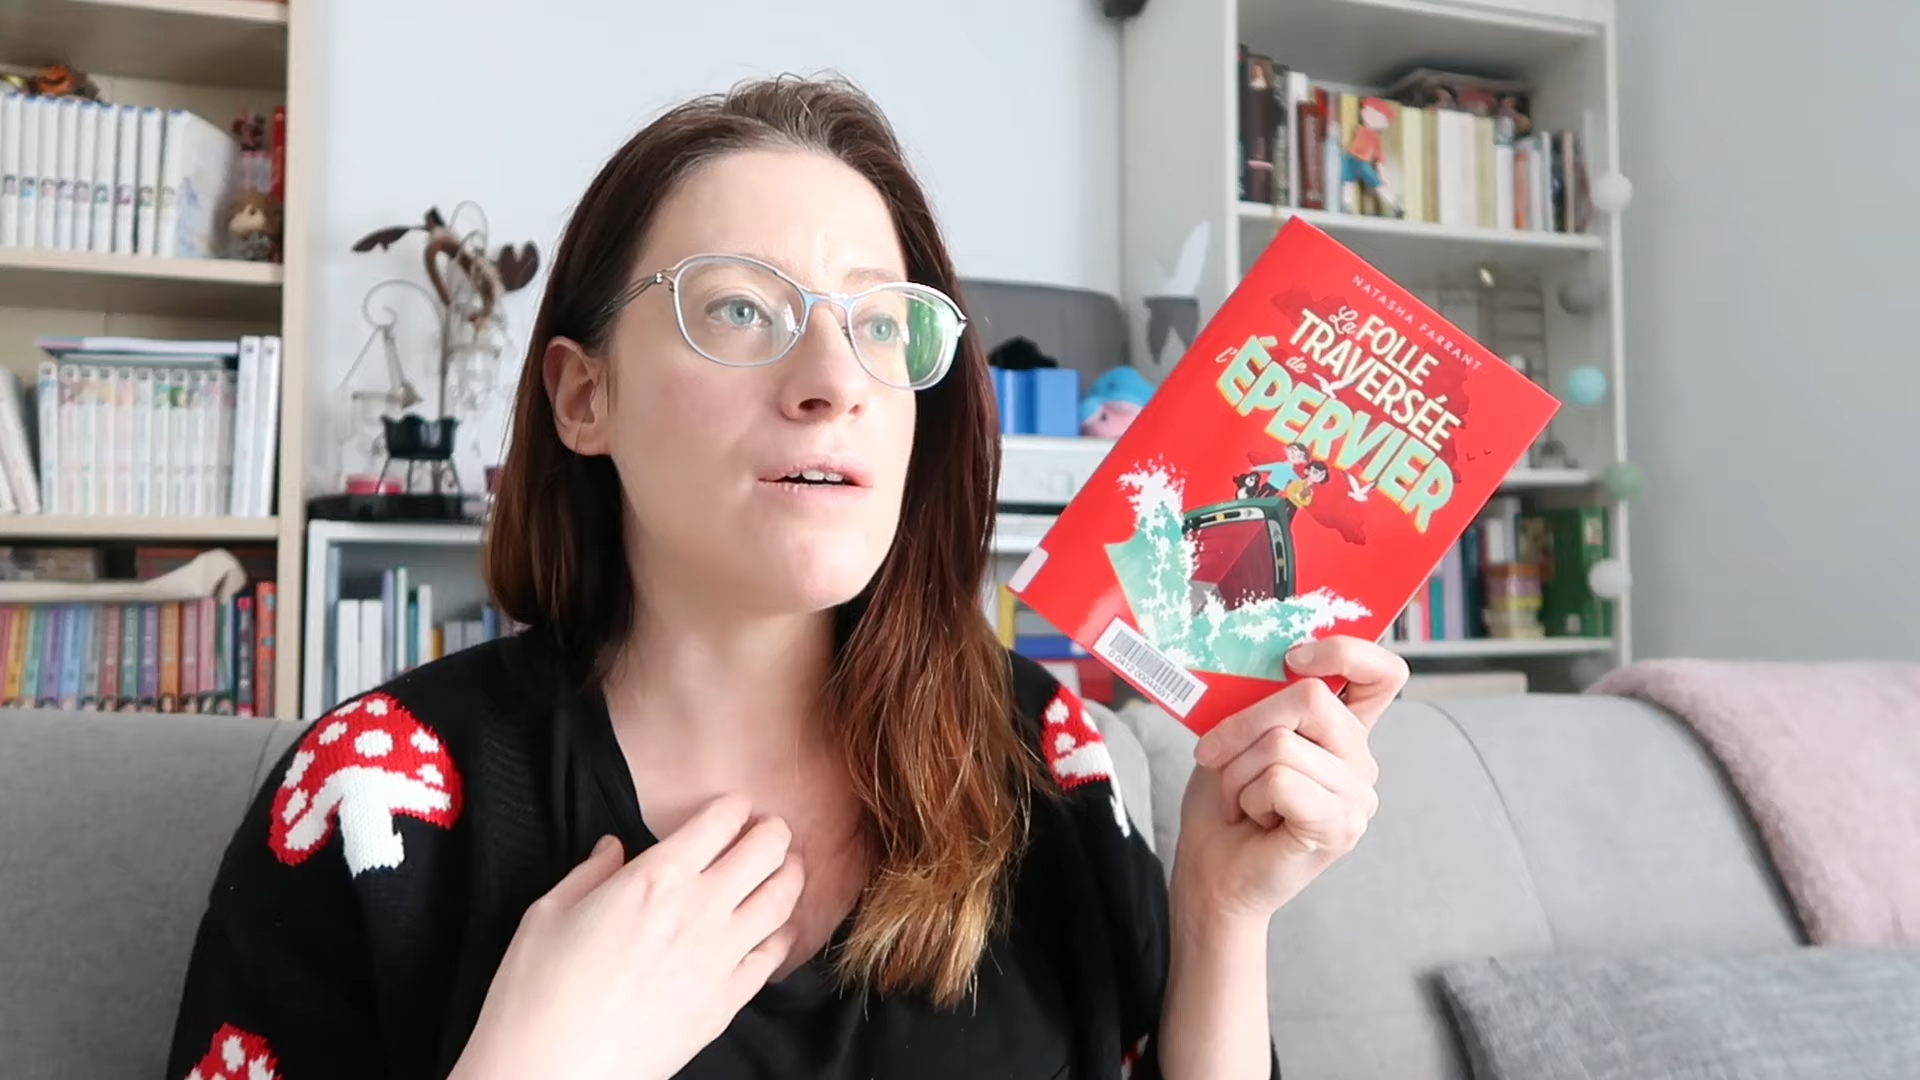 NATASHA FARRANT
La FOLLE
TRAVERSÉE
de
l'ÉPERVIER